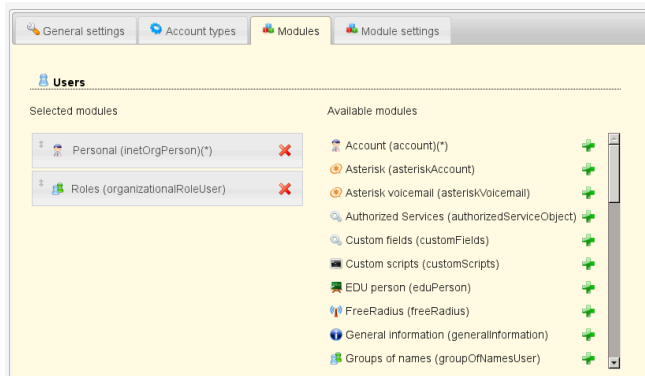 General settings
Account types
Modules
Module settings
Users
Selected modules
Available modules
Personal (inetOrgPerson)(*)
Roles (organizationalRoleUser)
Account (account)(*)
Asterisk (asteriskAccount)
Asterisk voicemail (asteriskVoicemail)
Authorized Services (authorizedServiceObject)
Custom fields (customFields)
Custom scripts (customScripts)
EDU person (eduPerson)
FreeRadius (freeRadius)
General information (generalInformation)
Groups of names (groupOfNamesUser)